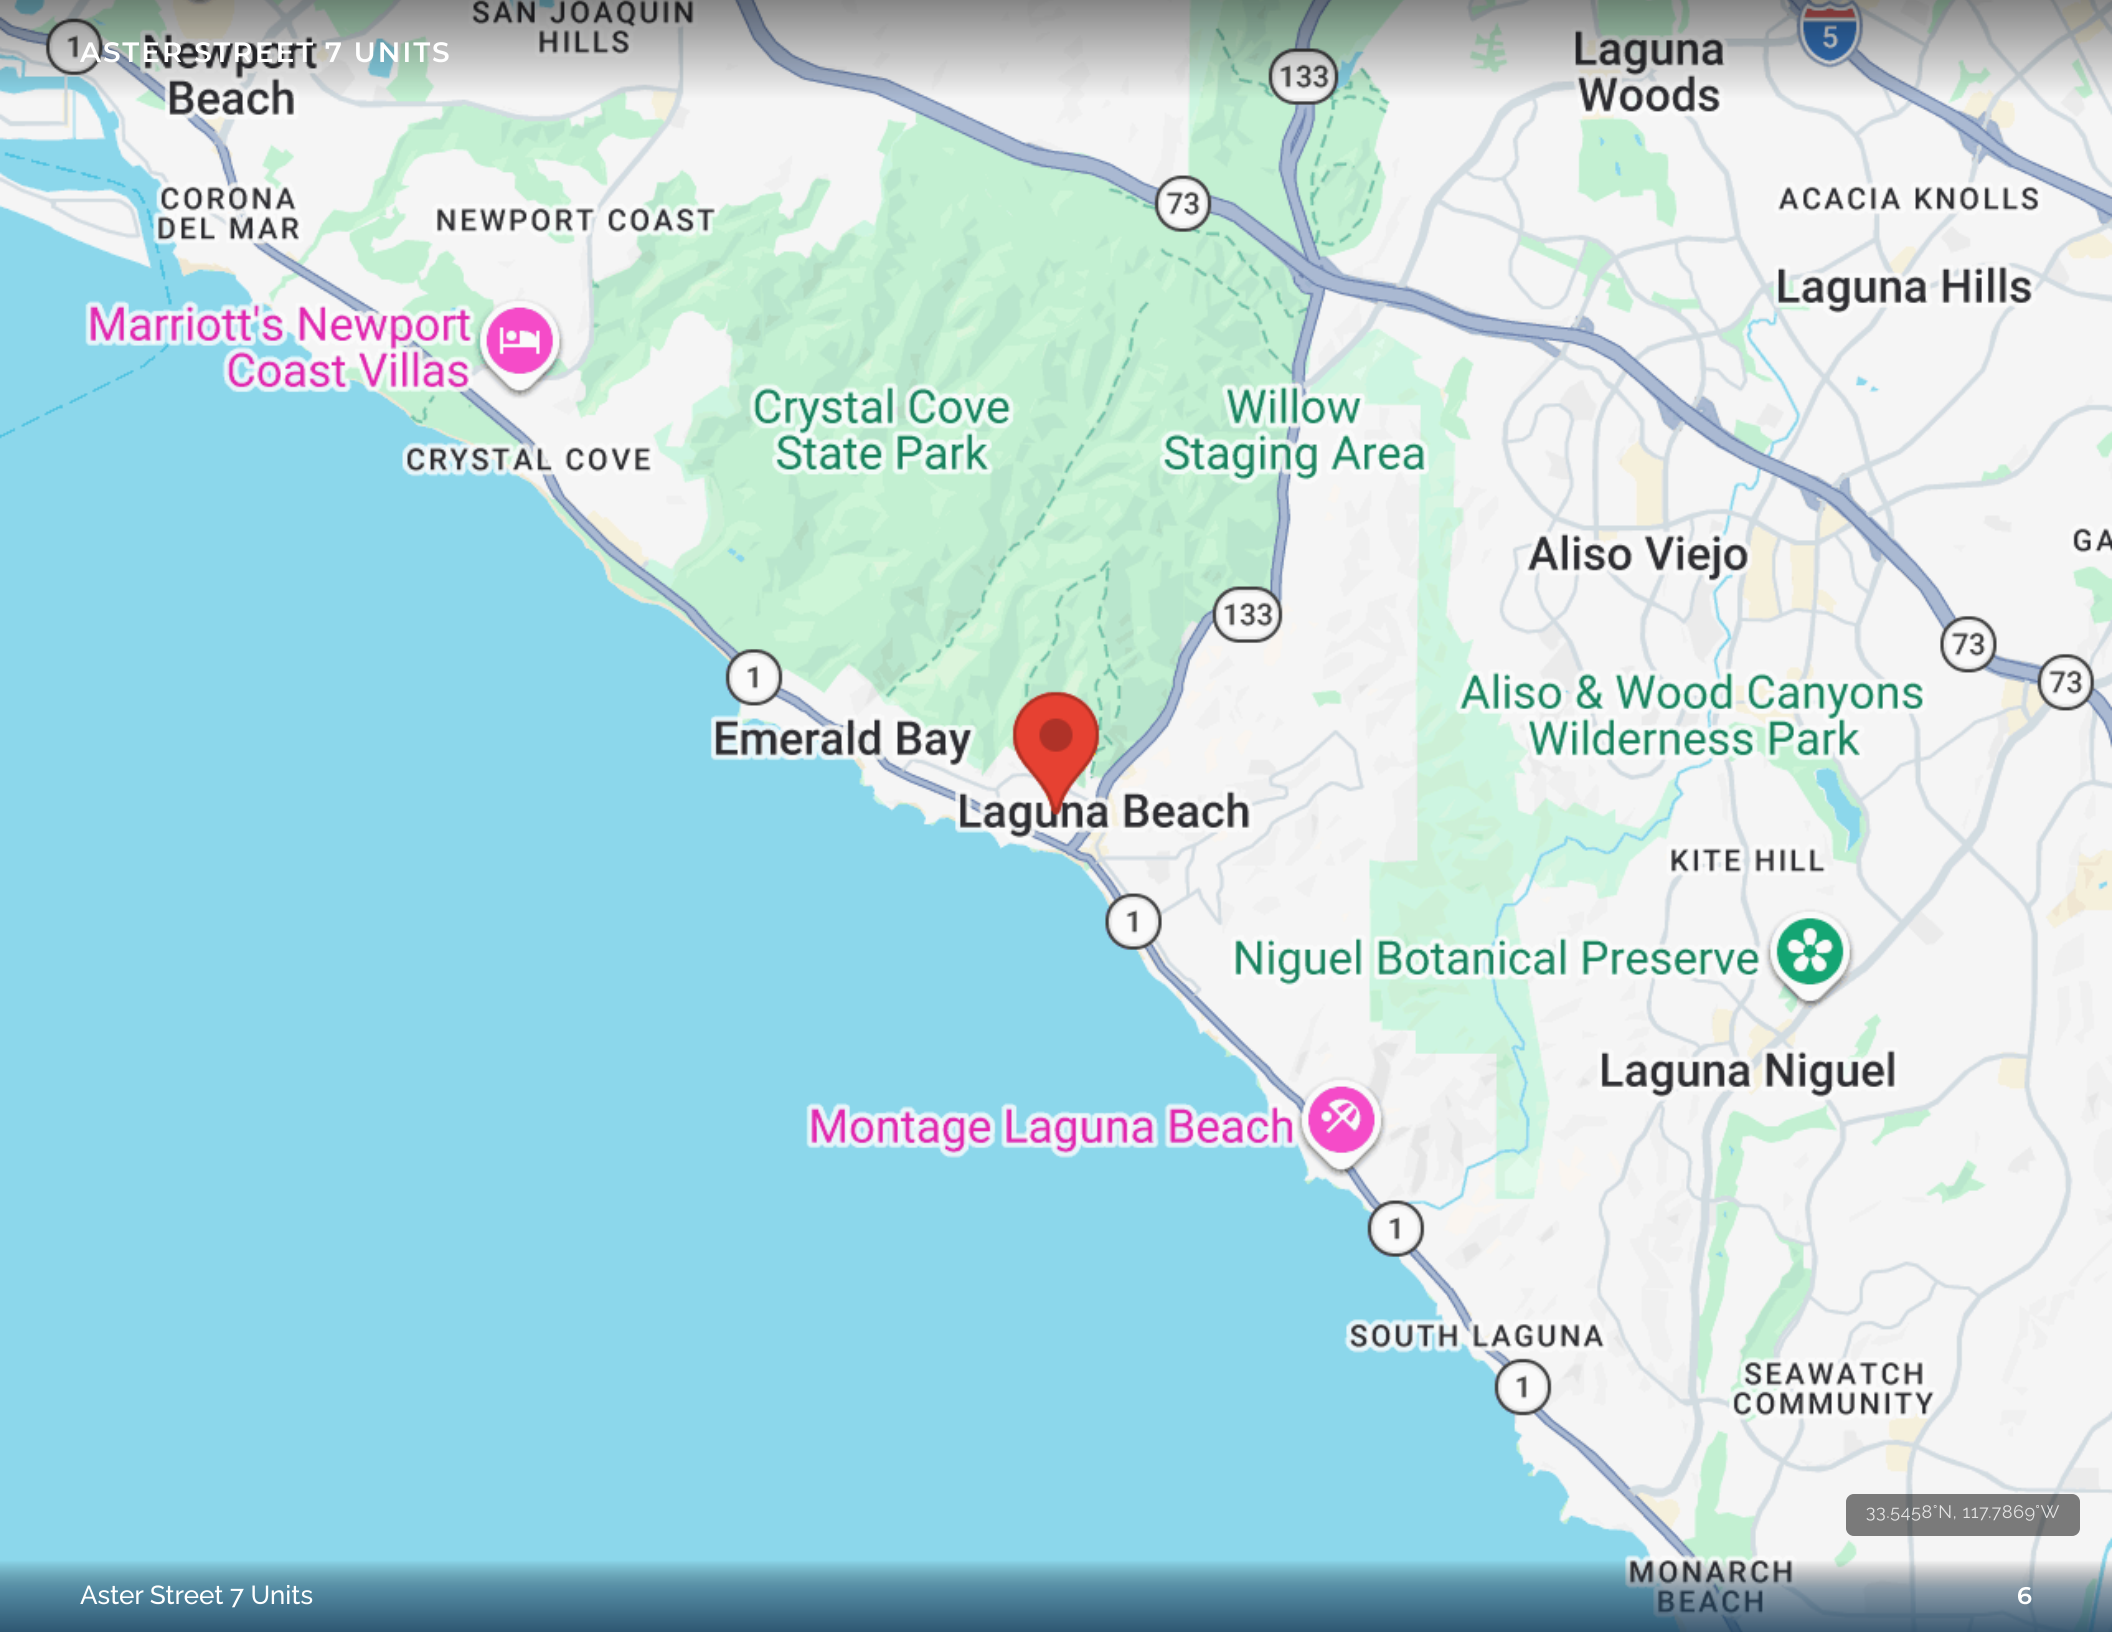 SAN JOAQUIN
HILLS
1
ASTER STREET 7 UNITS
Newport
Beach
133
Laguna
Woods
5
CORONA
DEL MAR
NEWPORT COAST
73
ACACIA KNOLLS
Laguna Hills
Marriott's Newport
Coast Villas
Crystal Cove
State Park
Willow
Staging Area
CRYSTAL COVE
Aliso Viejo
GA
133
73
73
1
Emerald Bay
Aliso & Wood Canyons
Wilderness Park
Laguna Beach
KITE HILL
1
Niguel Botanical Preserve
Laguna Niguel
Montage Laguna Beach
1
SOUTH LAGUNA
1
SEAWATCH
COMMUNITY
33.5458°N, 117.7869°W
MONARCH
BEACH
Aster Street 7 Units
6